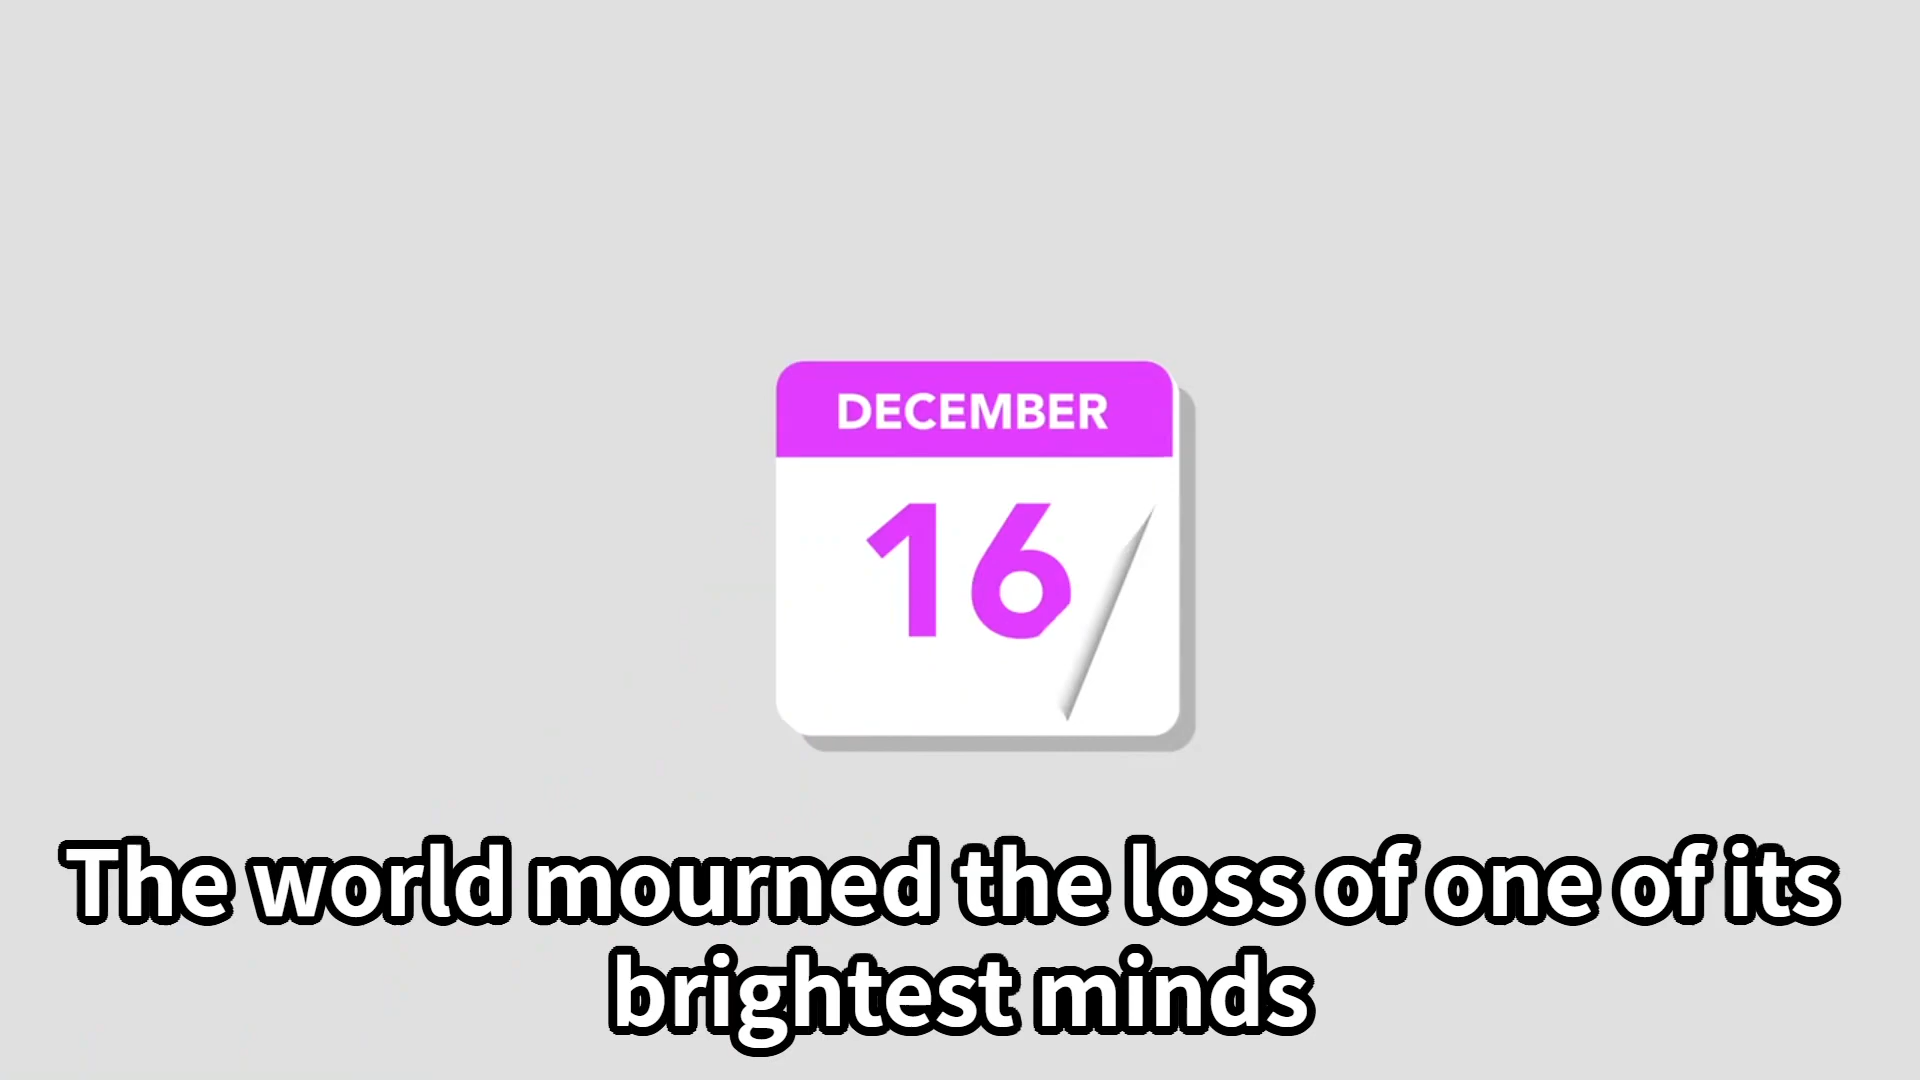 DECEMBER
16
The world mourned the loss of one of its
brightest minds